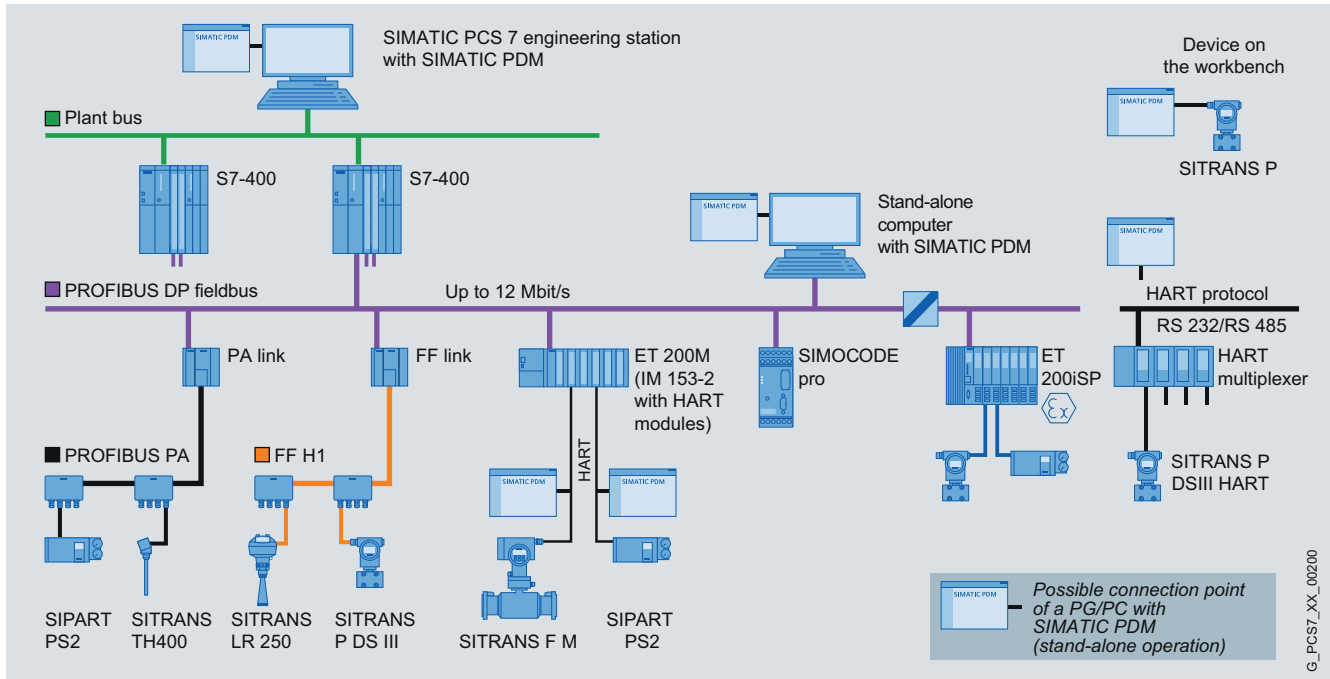 SIMATIC PDM
SIMATIC PCS 7 engineering station
with SIMATIC PDM
Device on
the workbench
SIMATIC PDM
SITRANS P
Plant bus
S7-400
S7-400
SIMATIC PDM
Stand-alone
computer
with SIMATIC PDM
SIMATIC PDM
PROFIBUS DP fieldbus
Up to 12 Mbit/s
HART protocol
RS 232/RS 485
PA link
FF link
ET 200M
(IM 153-2
with HART
modules)
SIMOCODE
pro
ET
200iSP
Ex
HART
multiplexer
PROFIBUS PA
FF H1
HART
SIMATIC PDM
SIMATIC PDM
SITRANS P
DSIII HART
SIPART
PS2
SITRANS
TH400
SITRANS
LR 250
SITRANS
P DS III
SITRANS F M
SIPART
PS2
SIMATIC PDM
Possible connection point
of a PG/PC with
SIMATIC PDM
(stand-alone operation)
G_PCS7_XX_00200